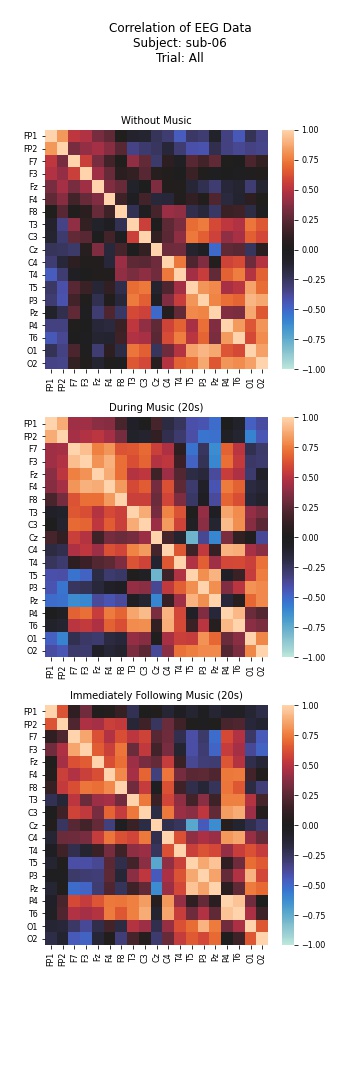 Correlation of EEG Data
Subject: sub-06
Trial: All
Without Music
FP1
FP2
F7
F3
Fz
F4
F8
T3
C3
Cz
C4
T4
T5
P3
Pz
P4
T6
O1
O2
FP1 FP2 F7 F3 Fz F4 F8 T3 C3 Cz C4 T4 T5 P3 Pz P4 T6 O1 O2
1.00
0.75
0.50
0.25
0.00
−0.25
−0.50
−0.75
−1.00
During Music (20s)
FP1
FP2
F7
F3
Fz
F4
F8
T3
C3
Cz
C4
T4
T5
P3
Pz
P4
T6
O1
O2
FP1 FP2 F7 F3 Fz F4 F8 T3 C3 Cz C4 T4 T5 P3 Pz P4 T6 O1 O2
1.00
0.75
0.50
0.25
0.00
−0.25
−0.50
−0.75
−1.00
Immediately Following Music (20s)
FP1
FP2
F7
F3
Fz
F4
F8
T3
C3
Cz
C4
T4
T5
P3
Pz
P4
T6
O1
O2
FP1 FP2 F7 F3 Fz F4 F8 T3 C3 Cz C4 T4 T5 P3 Pz P4 T6 O1 O2
1.00
0.75
0.50
0.25
0.00
−0.25
−0.50
−0.75
−1.00